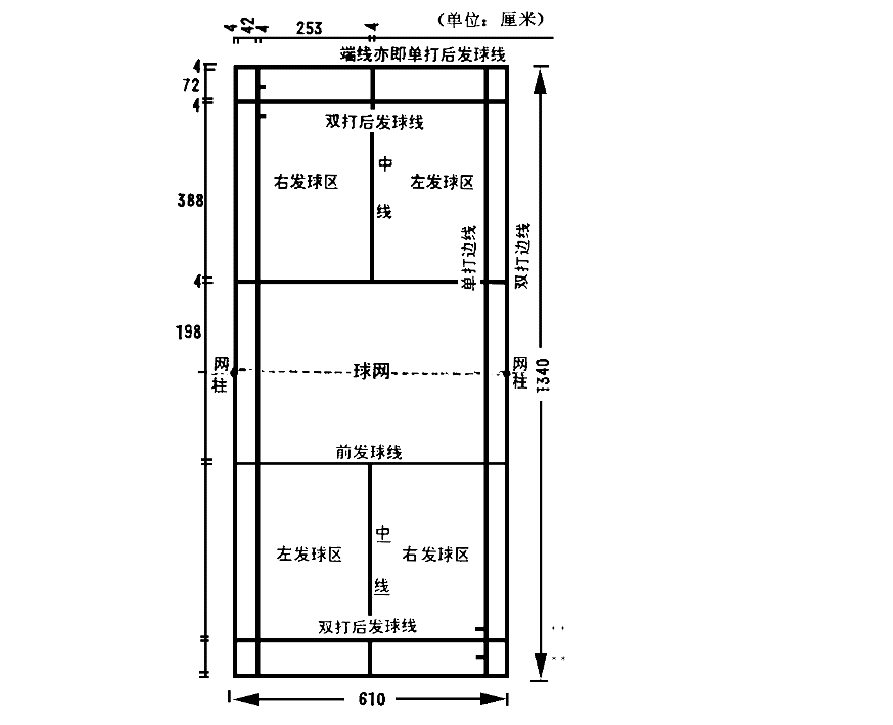 （单位：厘米）
4 42 4 253 4
端线亦即单打后发球线
4
72
4
双打后发球线
中线
右发球区
左发球区
388
单打边线
双打边线
4
198
网柱
球网
网柱
1340
前发球线
中线
左发球区
右发球区
双打后发球线
610